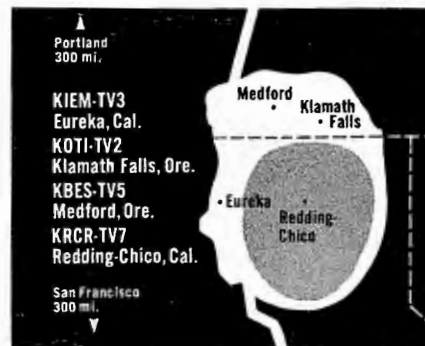 Portland
300 mi.
KIEM-TV3
Eureka, Cal.
KOTI-TV2
Klamath Falls, Ore.
KBES-TV5
Medford, Ore.
KRCR-TV7
Redding-Chico, Cal.
San Francisco
300 mi.
Medford
Klamath
Falls
Eureka
Redding-
Chico